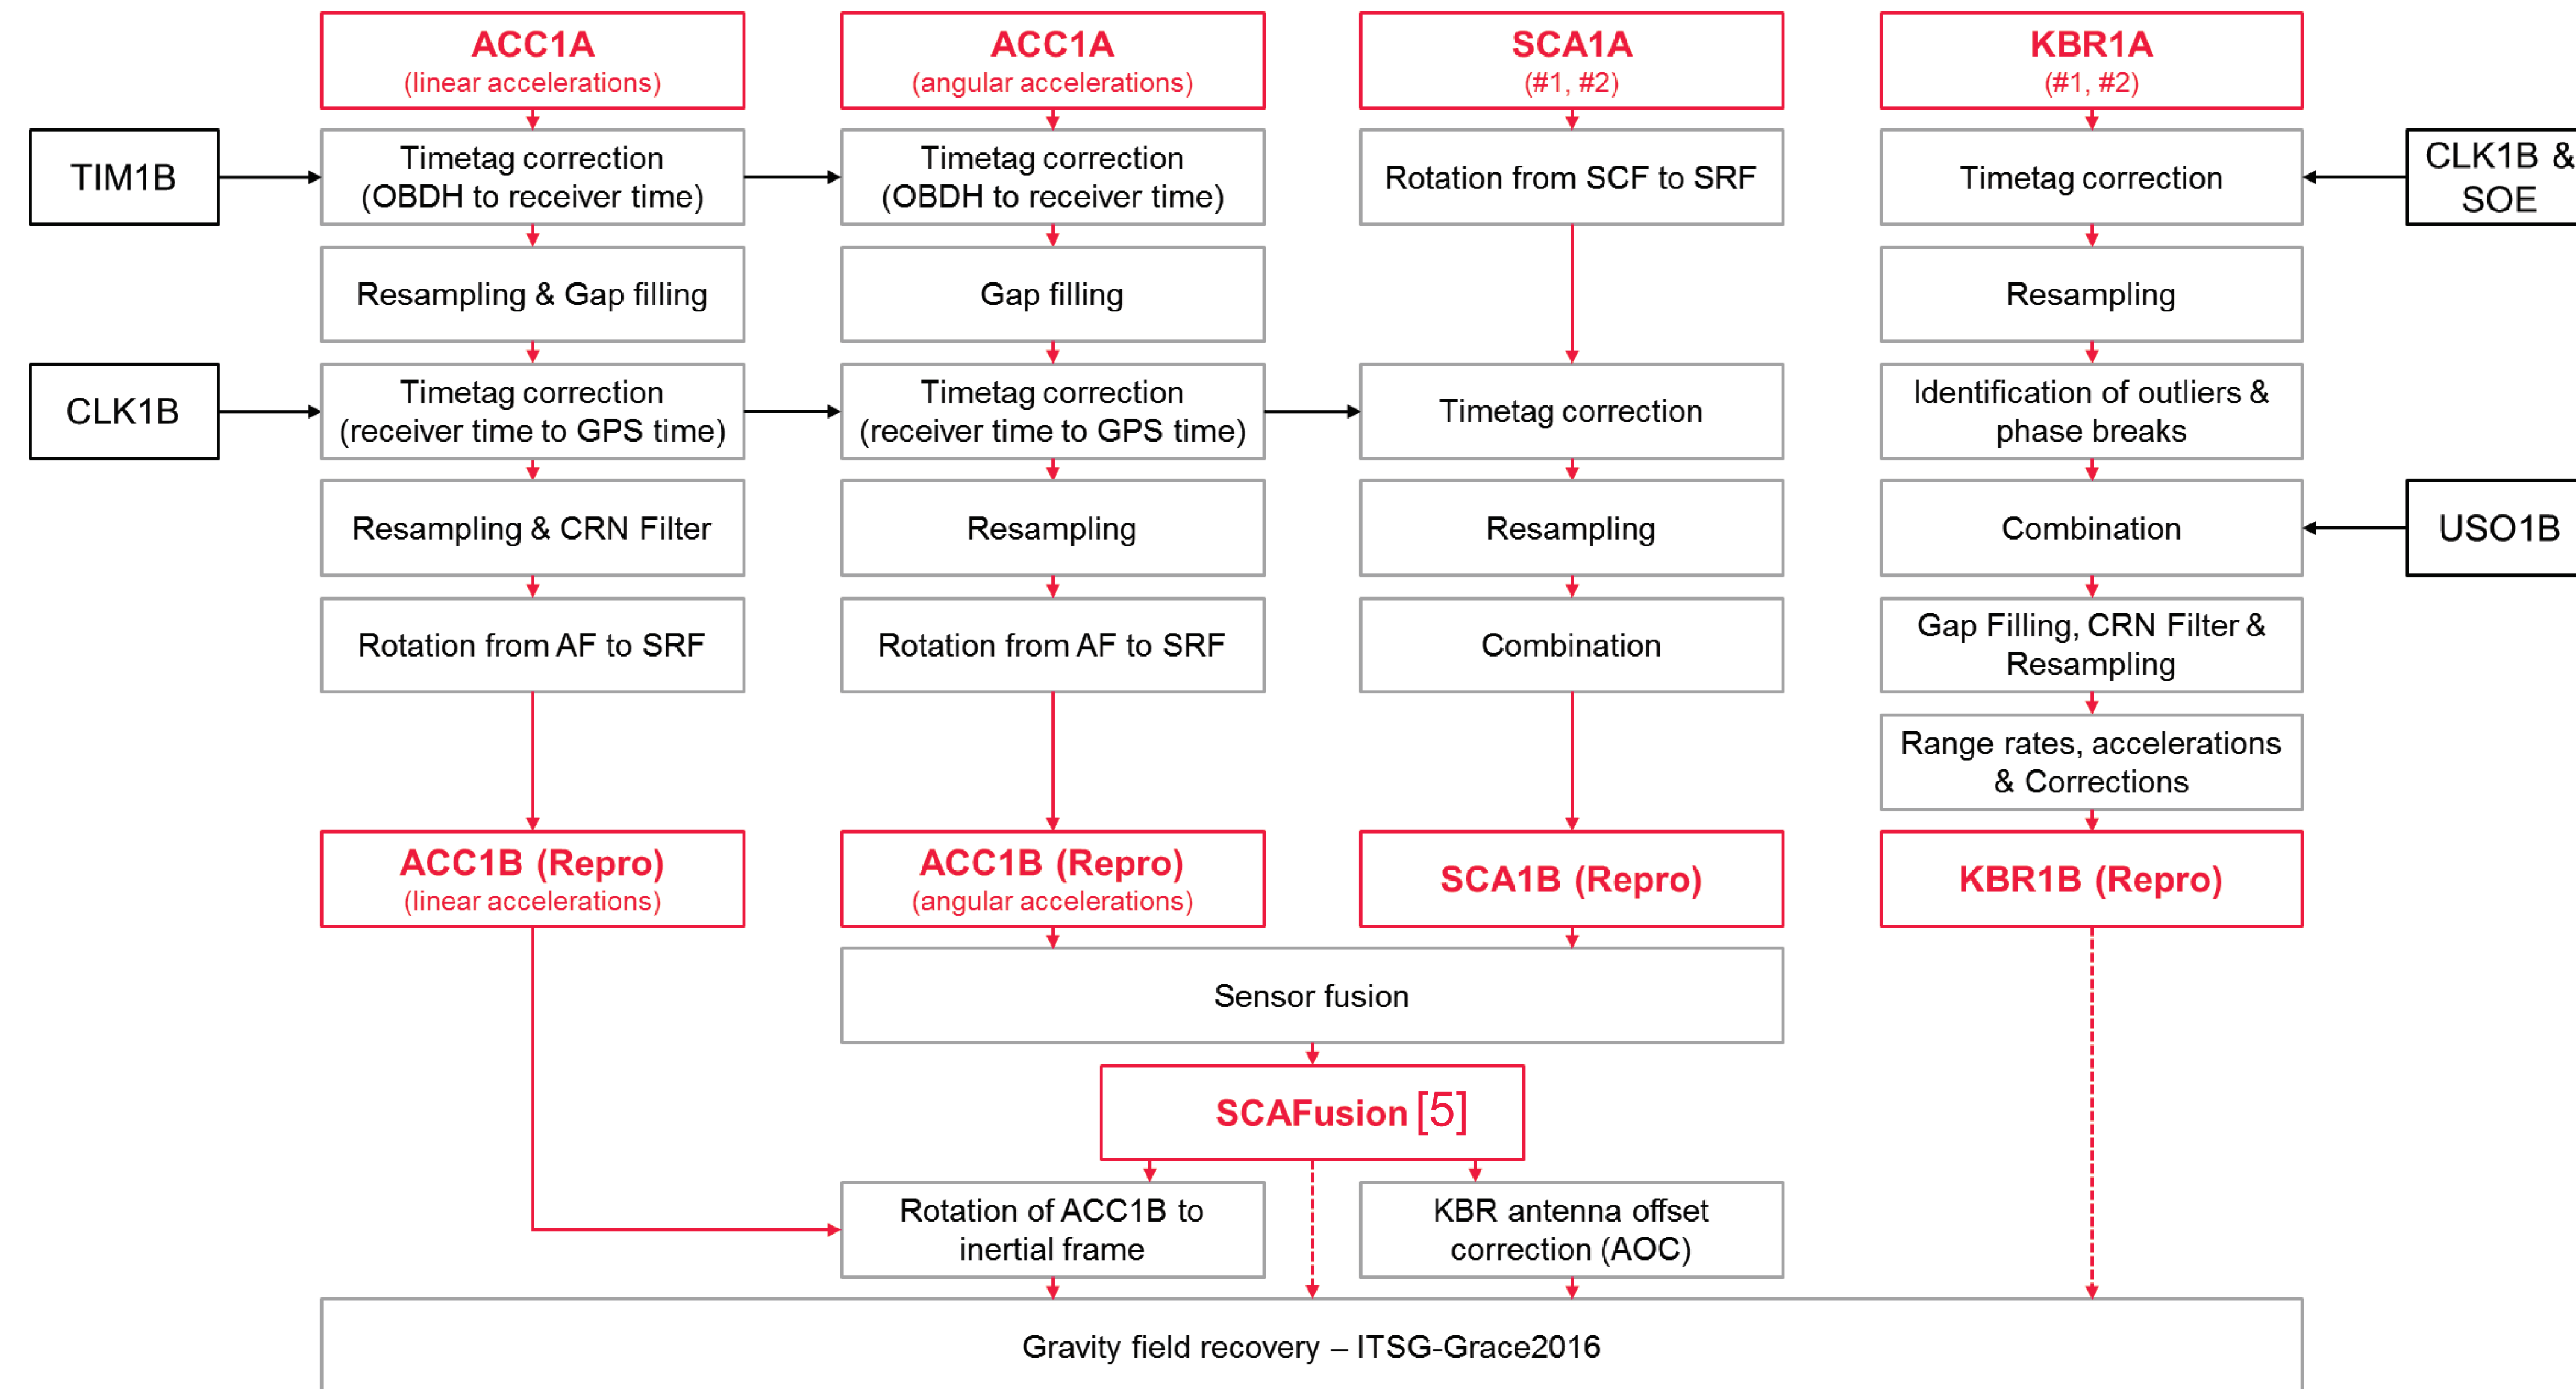 ACC1A
(linear accelerations)
ACC1A
(angular accelerations)
SCA1A
(#1, #2)
KBR1A
(#1, #2)
TIM1B
Timetag correction
(OBDH to receiver time)
Timetag correction
(OBDH to receiver time)
Rotation from SCF to SRF
Timetag correction
CLK1B &
SOE
Resampling & Gap filling
Gap filling
Resampling
CLK1B
Timetag correction
(receiver time to GPS time)
Timetag correction
(receiver time to GPS time)
Timetag correction
Identification of outliers &
phase breaks
Resampling & CRN Filter
Resampling
Resampling
Combination
USO1B
Rotation from AF to SRF
Rotation from AF to SRF
Combination
Gap Filling, CRN Filter &
Resampling
Range rates, accelerations
& Corrections
ACC1B (Repro)
(linear accelerations)
ACC1B (Repro)
(angular accelerations)
SCA1B (Repro)
KBR1B (Repro)
Sensor fusion
SCAFusion [5]
Rotation of ACC1B to
inertial frame
KBR antenna offset
correction (AOC)
Gravity field recovery – ITSG-Grace2016